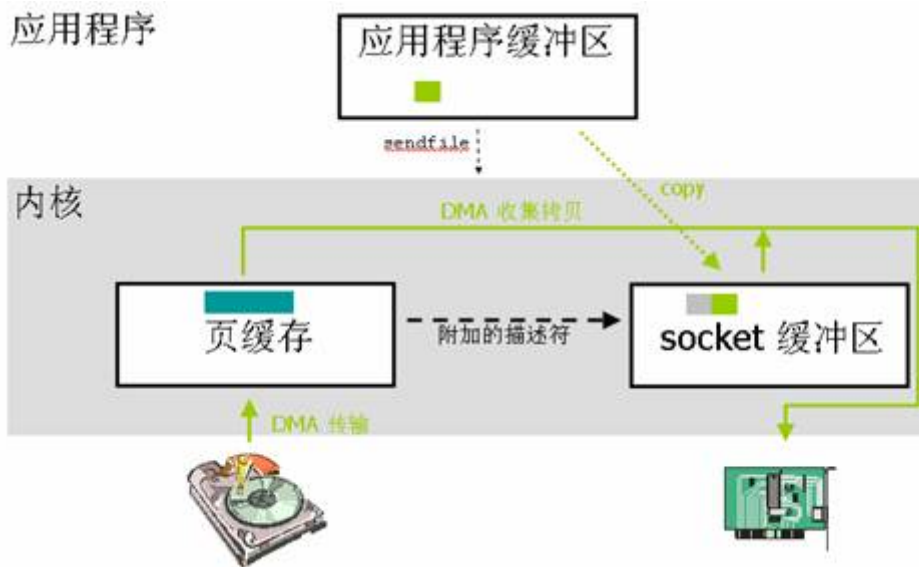 应用程序
应用程序缓冲区
sendfile
copy
内核
DMA 收集拷贝
页缓存
附加的描述符
socket 缓冲区
DMA 传输